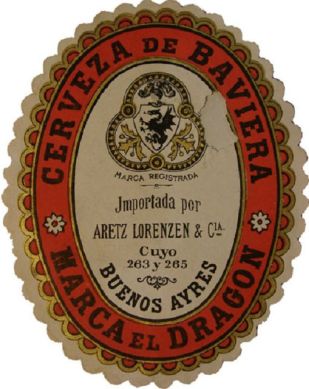 CERVEZA DE BAVIERA
MARCA REGISTRADA
Importada por
ARETZ LORENZEN & Cᴵᴬ.
Cuyo
263 y 265
BUENOS AYRES
MARCA EL DRAGON